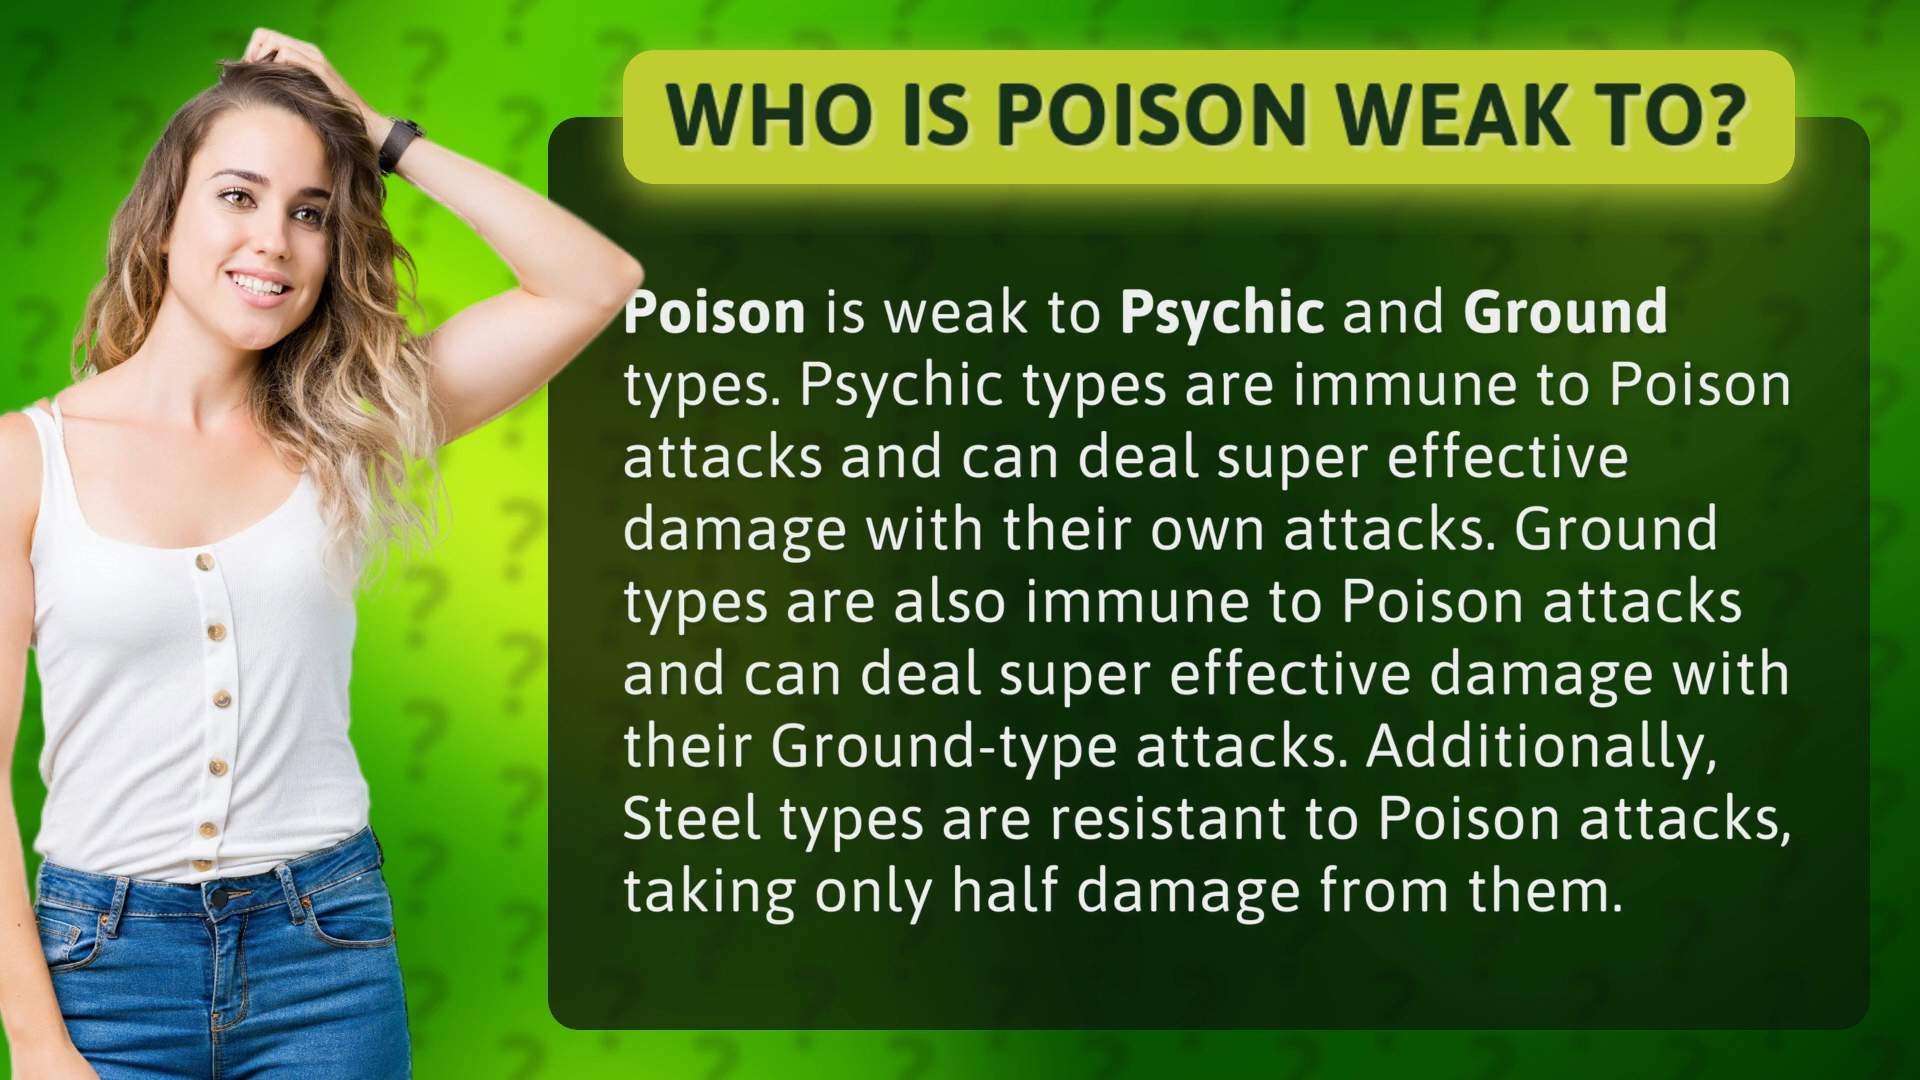 WHO IS POISON WEAK TO?
Poison is weak to Psychic and Ground
types. Psychic types are immune to Poison
attacks and can deal super effective
damage with their own attacks. Ground
types are also immune to Poison attacks
and can deal super effective damage with
their Ground-type attacks. Additionally,
Steel types are resistant to Poison attacks,
taking only half damage from them.